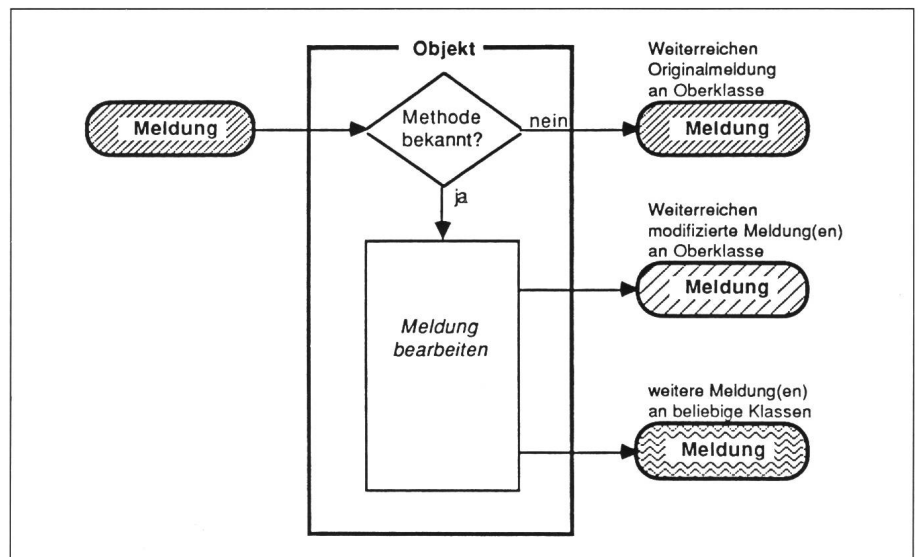 Objekt
Meldung
Methode
bekannt?
nein
ja
Meldung
bearbeiten
Weiterreichen
Originalmeldung
an Oberklasse
Meldung
Weiterreichen
modifizierte Meldung(en)
an Oberklasse
Meldung
weitere Meldung(en)
an beliebige Klassen
Meldung